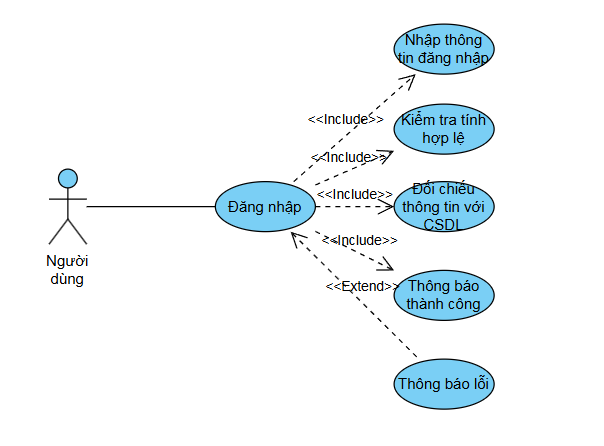 Nhập thông
tin đăng nhập
<<Include>>
Kiểm tra tính
hợp lệ
<<Include>>
Đối chiếu
thông tin với
CSDL
<<Include>>
Đăng nhập
<<Include>>
Người
dùng
Thông báo
thành công
<<Extend>>
Thông báo lỗi